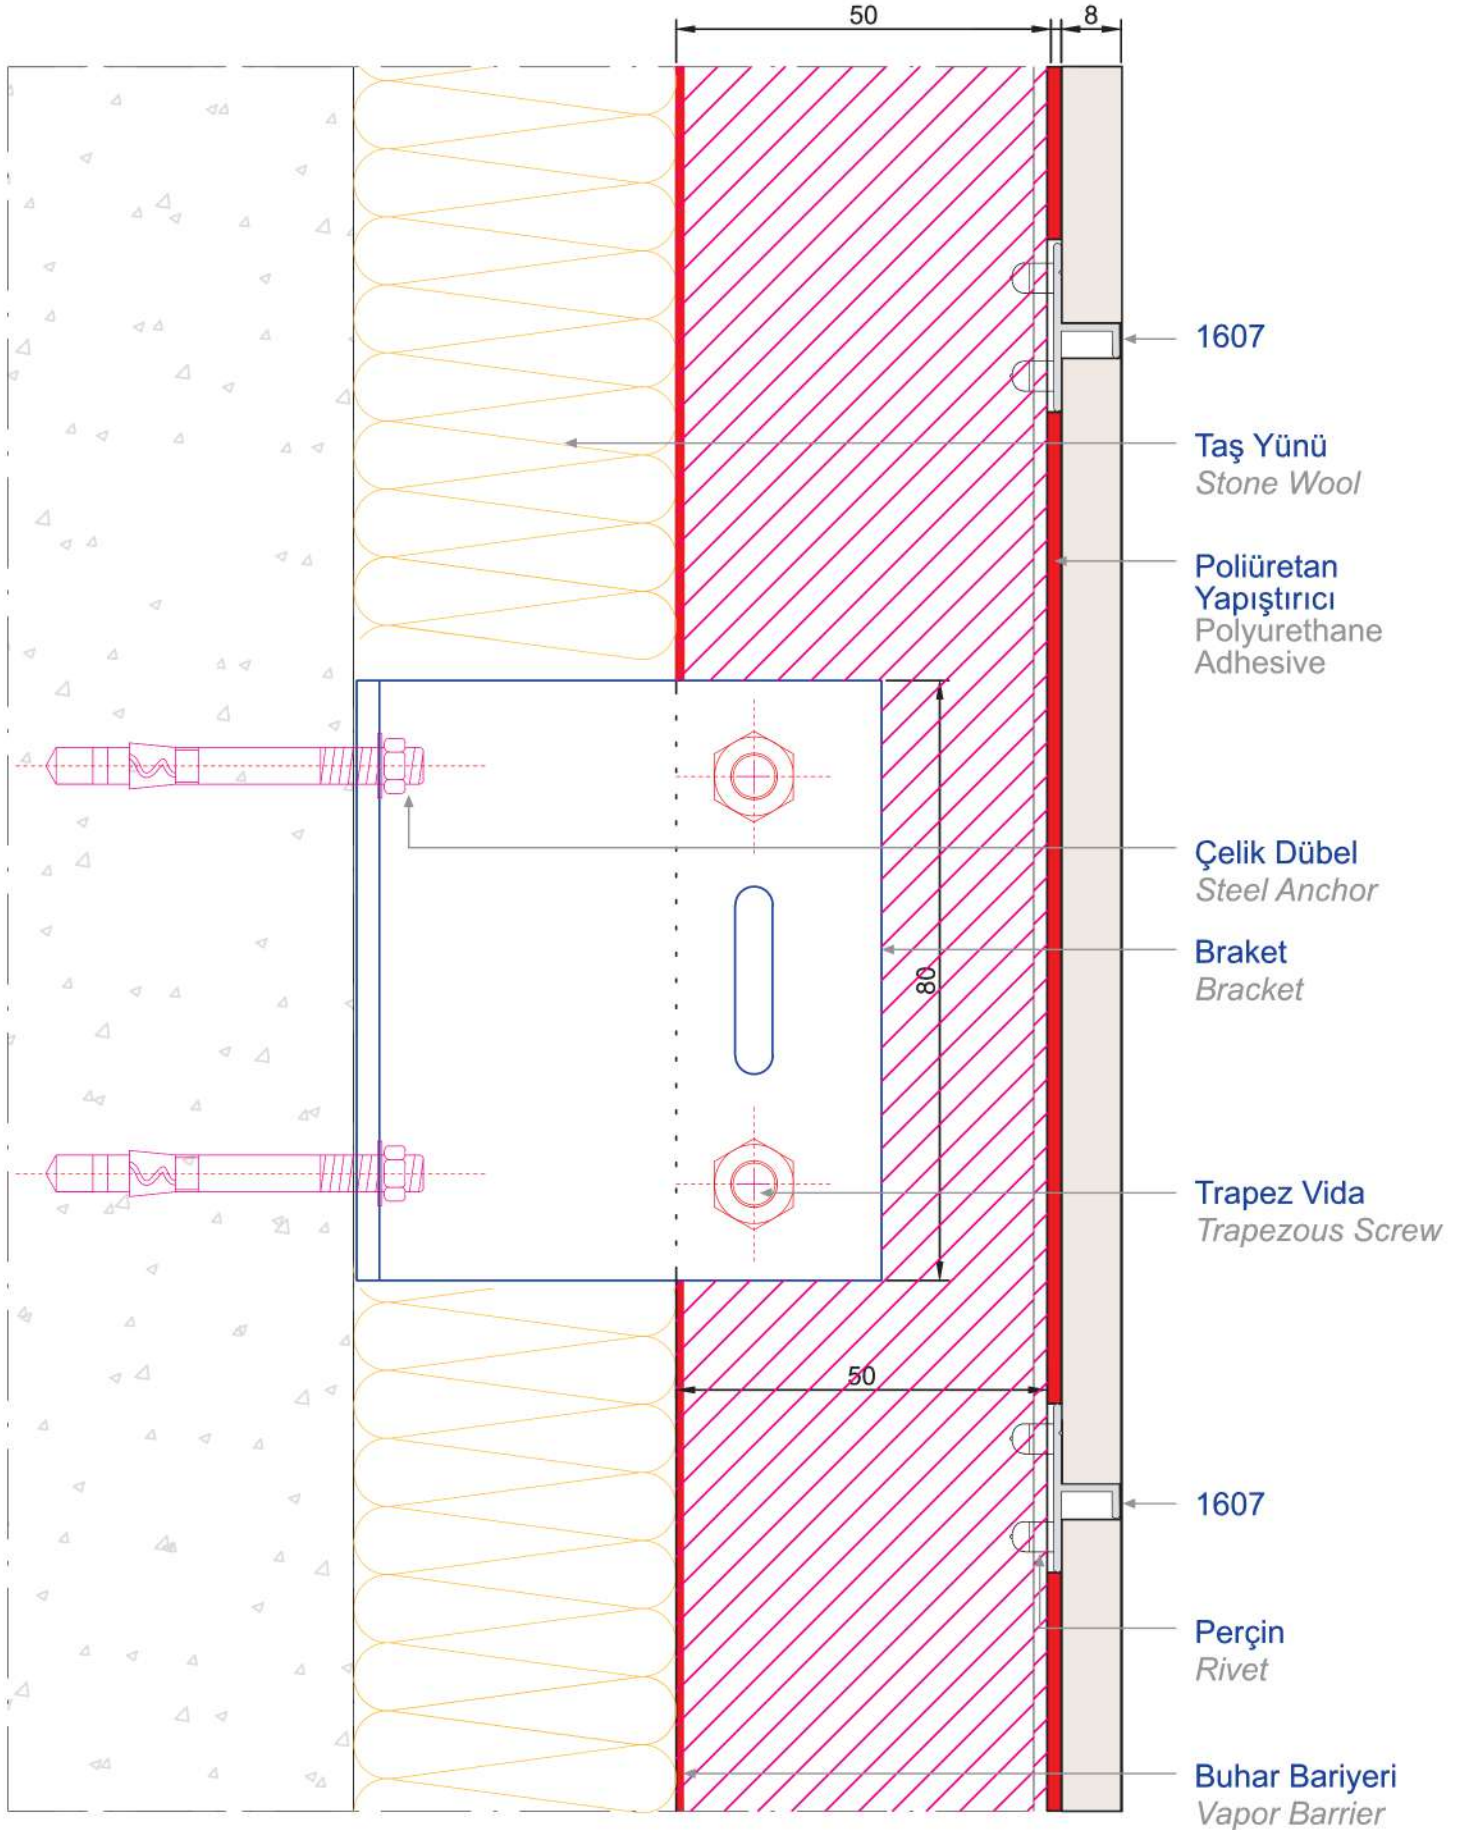 50
8
1607
Taş Yünü
Stone Wool
Poliüretan
Yapıştırıcı
Polyurethane
Adhesive
Çelik Dübel
Steel Anchor
Braket
Bracket
80
Trapez Vida
Trapezous Screw
50
1607
Perçin
Rivet
Buhar Bariyeri
Vapor Barrier